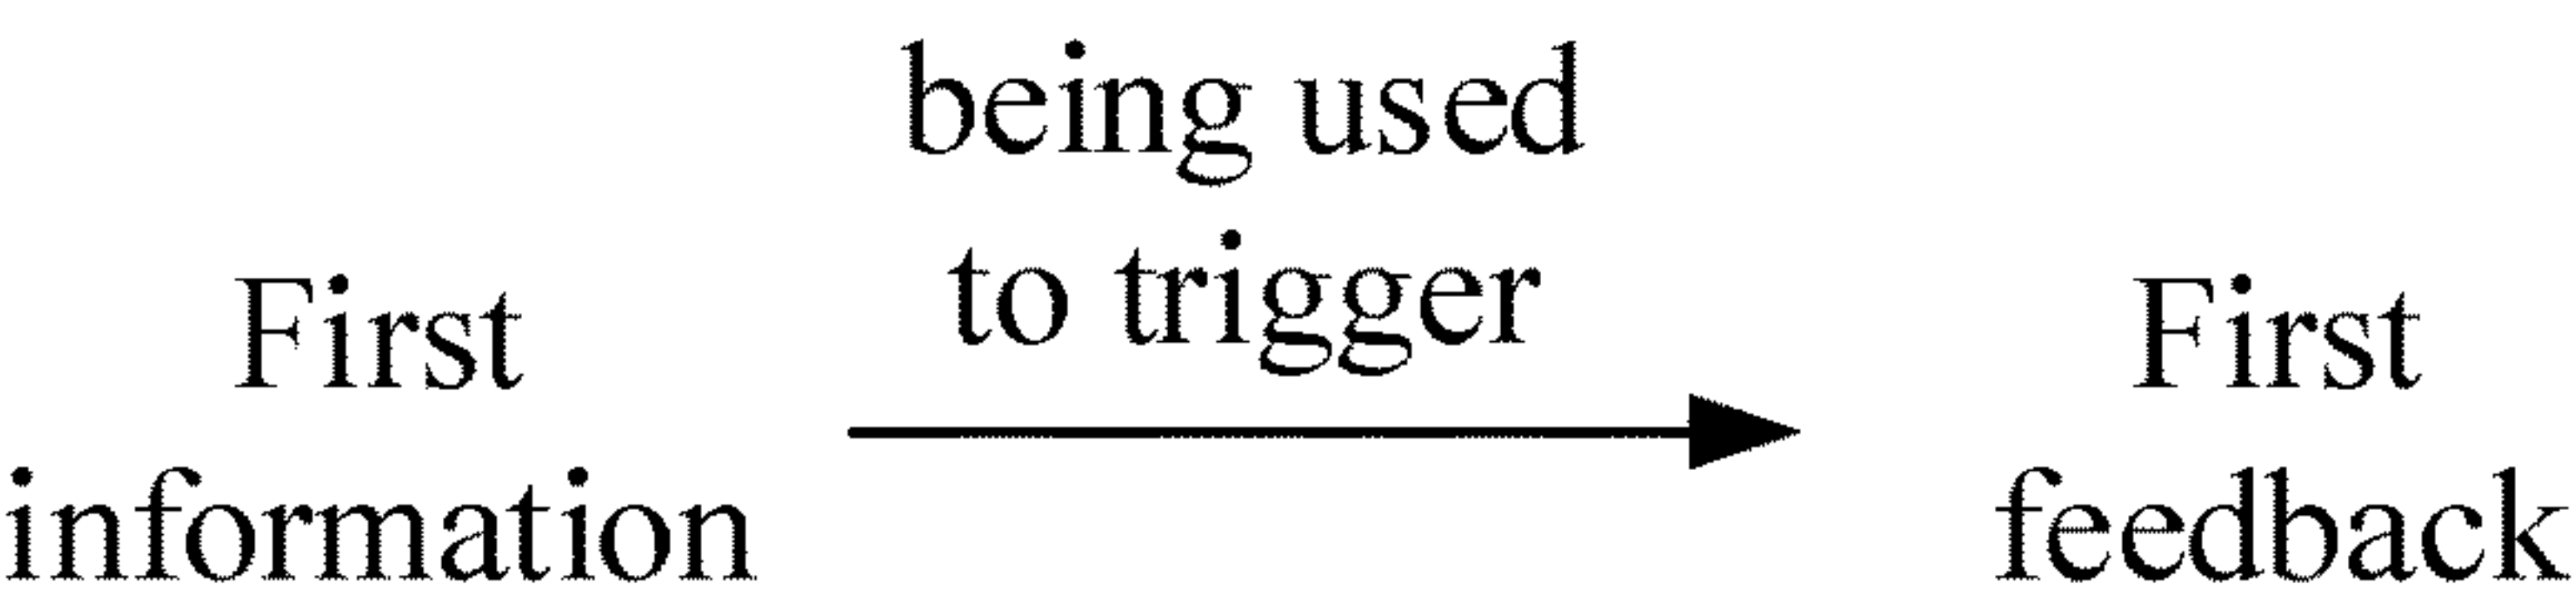 First
information
being used
to trigger
First
feedback